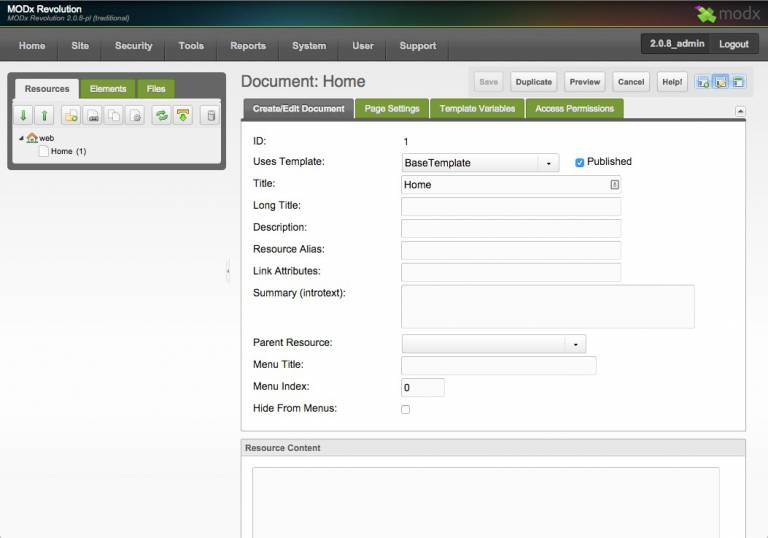 MODx Revolution
MODx Revolution 2.0.8-pl (traditional)
modx
Home Site Security Tools Reports System User Support
2.0.8_admin Logout
Resources Elements Files
web
Home (1)
Document: Home
Save Duplicate Preview Cancel Help!
Create/Edit Document Page Settings Template Variables Access Permissions
ID: 1
Uses Template: BaseTemplate Published
Title: Home
Long Title:
Description:
Resource Alias:
Link Attributes:
Summary (introtext):
Parent Resource:
Menu Title:
Menu Index: 0
Hide From Menus:
Resource Content